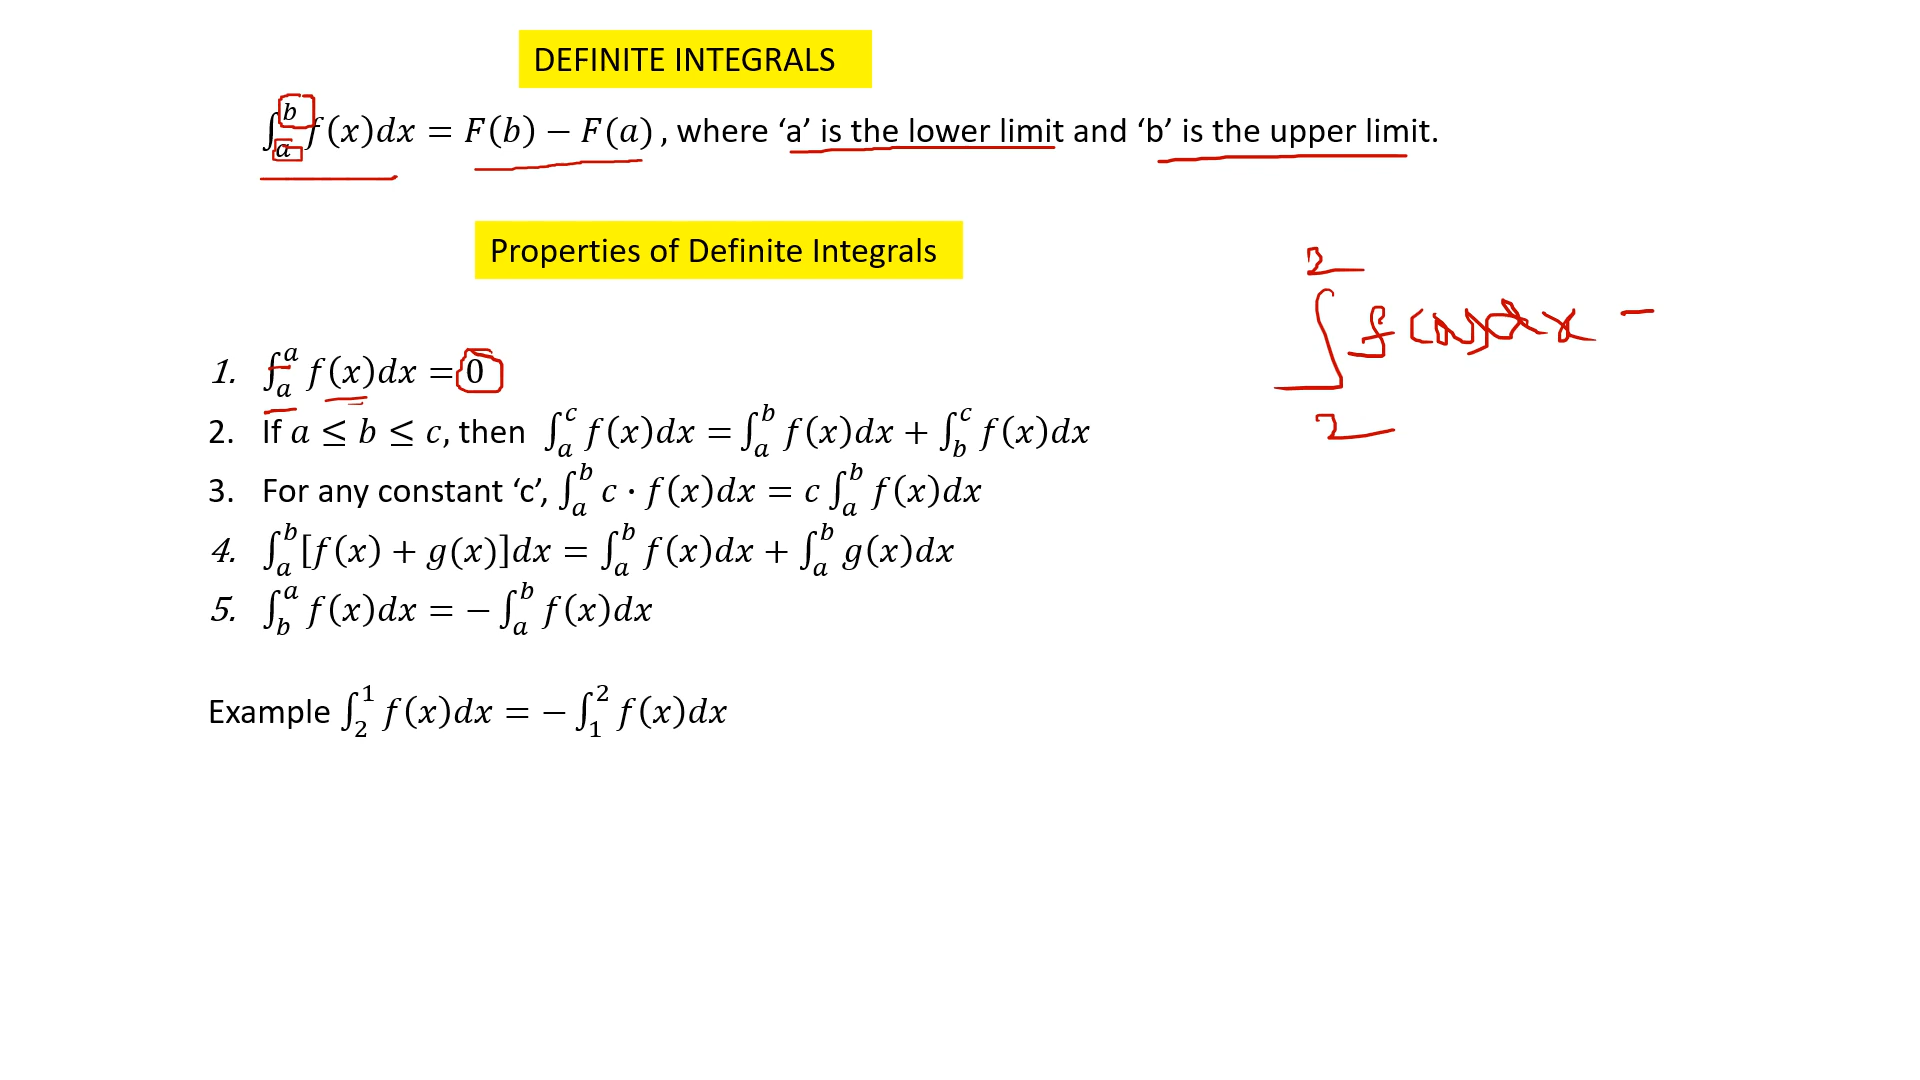 DEFINITE INTEGRALS
∫_a^b f(x)dx = F(b) − F(a) , where ‘a’ is the lower limit and ‘b’ is the upper limit.
Properties of Definite Integrals
1. ∫_a^a f(x)dx = 0
2. If a ≤ b ≤ c, then ∫_a^c f(x)dx = ∫_a^b f(x)dx + ∫_b^c f(x)dx
3. For any constant ‘c’, ∫_a^b c · f(x)dx = c ∫_a^b f(x)dx
4. ∫_a^b [f(x) + g(x)]dx = ∫_a^b f(x)dx + ∫_a^b g(x)dx
5. ∫_b^a f(x)dx = − ∫_a^b f(x)dx
Example ∫_2^1 f(x)dx = − ∫_1^2 f(x)dx
∫_2^2 f(x)dx −